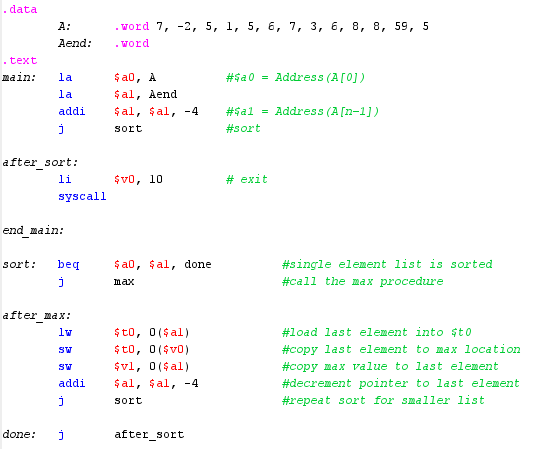 .data
A: .word 7, -2, 5, 1, 5, 6, 7, 3, 6, 8, 8, 59, 5
Aend: .word
.text
main: la $a0, A #$a0 = Address(A[0])
la $a1, Aend
addi $a1, $a1, -4 #$a1 = Address(A[n-1])
j sort #sort
after_sort:
li $v0, 10 # exit
syscall
end_main:
sort: beq $a0, $a1, done #single element list is sorted
j max #call the max procedure
after_max:
lw $t0, 0($a1) #load last element into $t0
sw $t0, 0($v0) #copy last element to max location
sw $v1, 0($a1) #copy max value to last element
addi $a1, $a1, -4 #decrement pointer to last element
j sort #repeat sort for smaller list
done: j after_sort